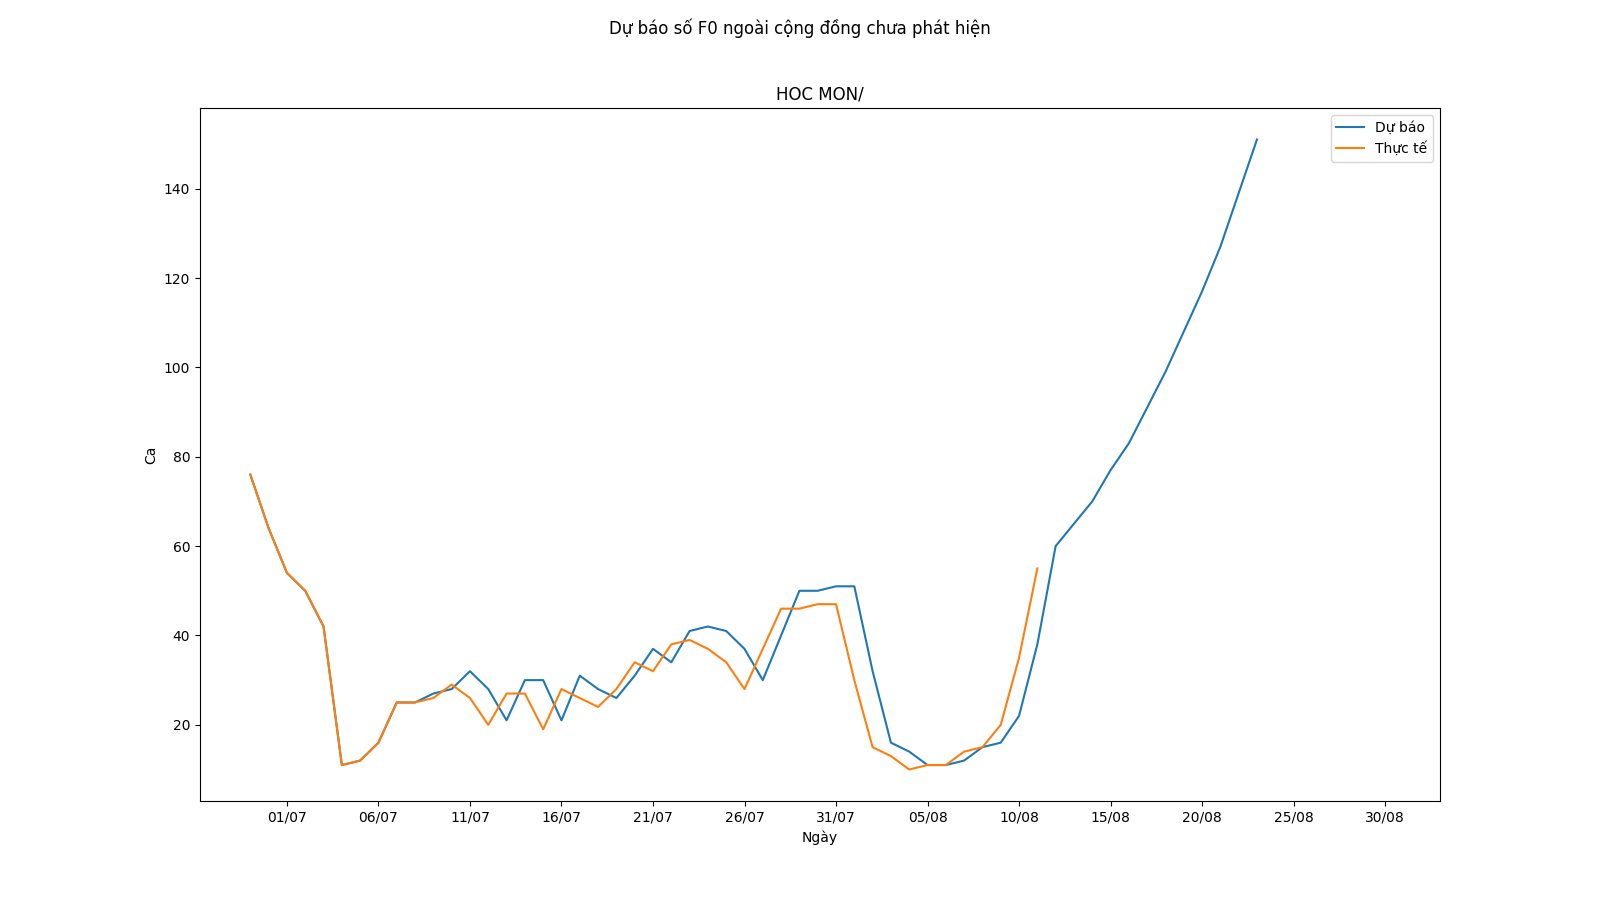 Dự báo số F0 ngoài cộng đồng chưa phát hiện
HOC MON/
Dự báo
Thực tế
140
120
100
80
60
40
20
Ca
01/07 06/07 11/07 16/07 21/07 26/07 31/07 05/08 10/08 15/08 20/08 25/08 30/08
Ngày